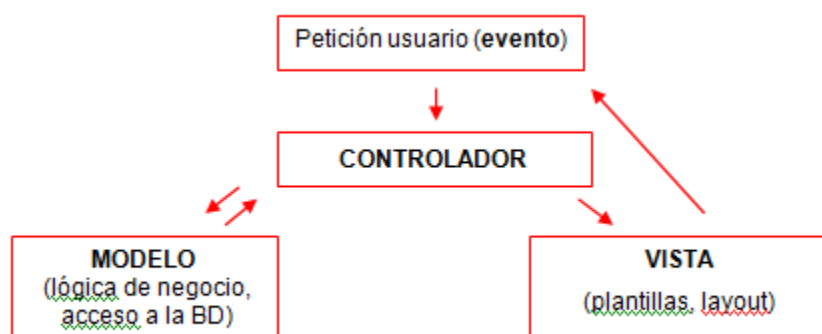 Petición usuario (evento)
CONTROLADOR
MODELO
(lógica de negocio,
acceso a la BD)
VISTA
(plantillas, layout)